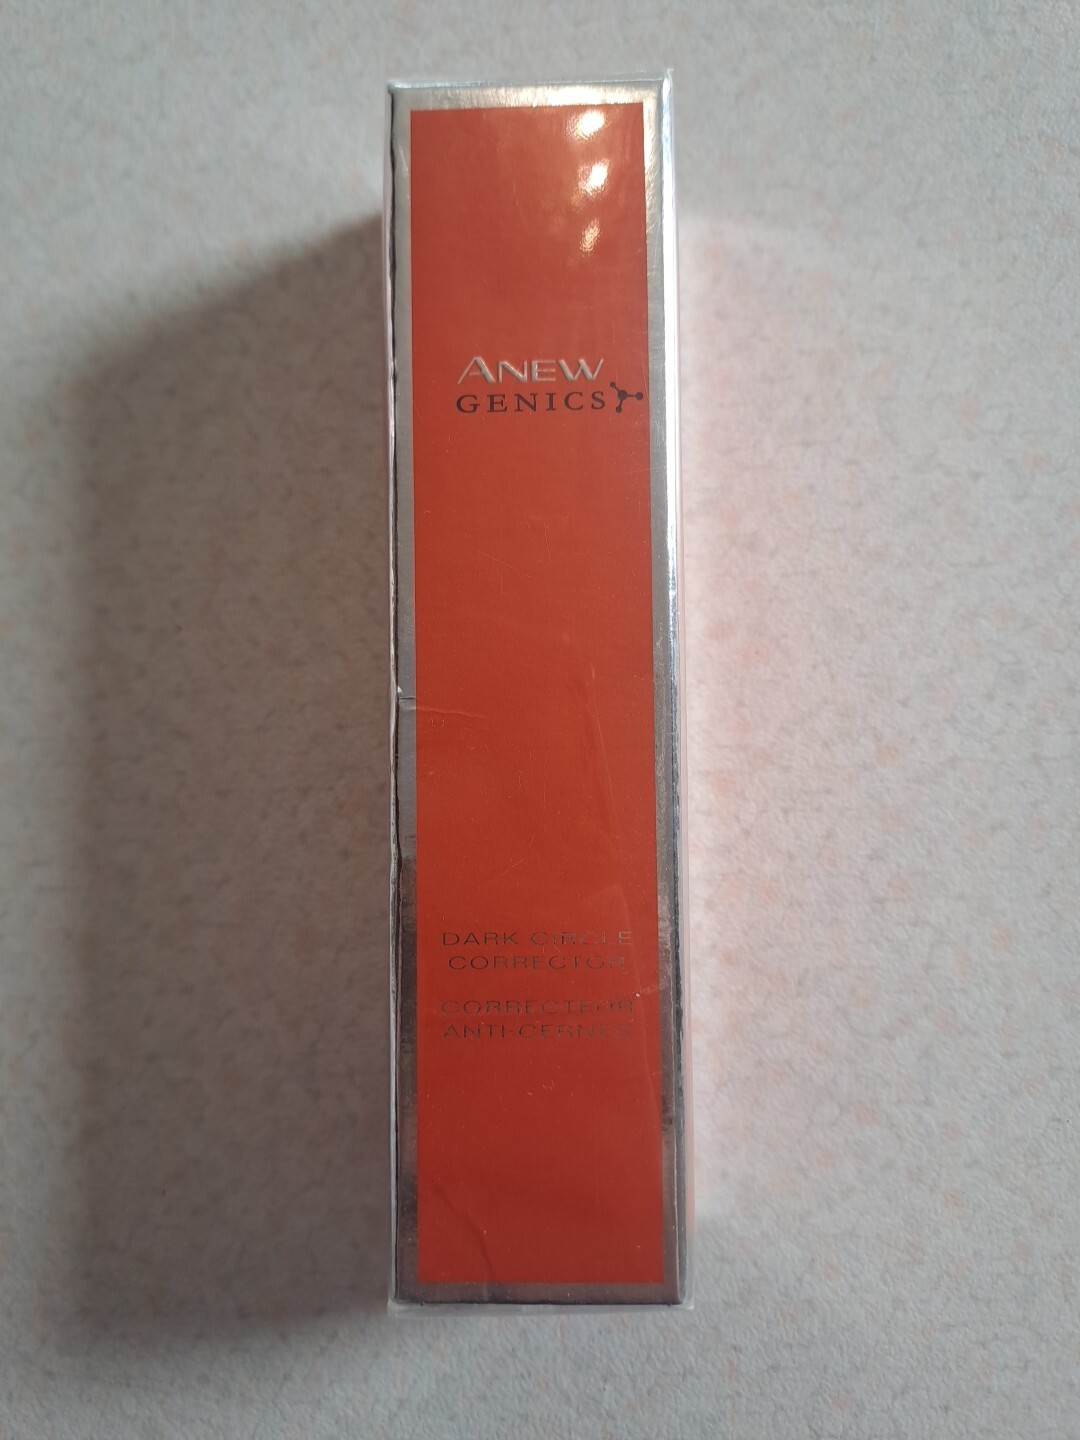 ANEW
GENICS
DARK CIRCLE
CORRECTOR
CORRECTEUR
ANTI-CERNES